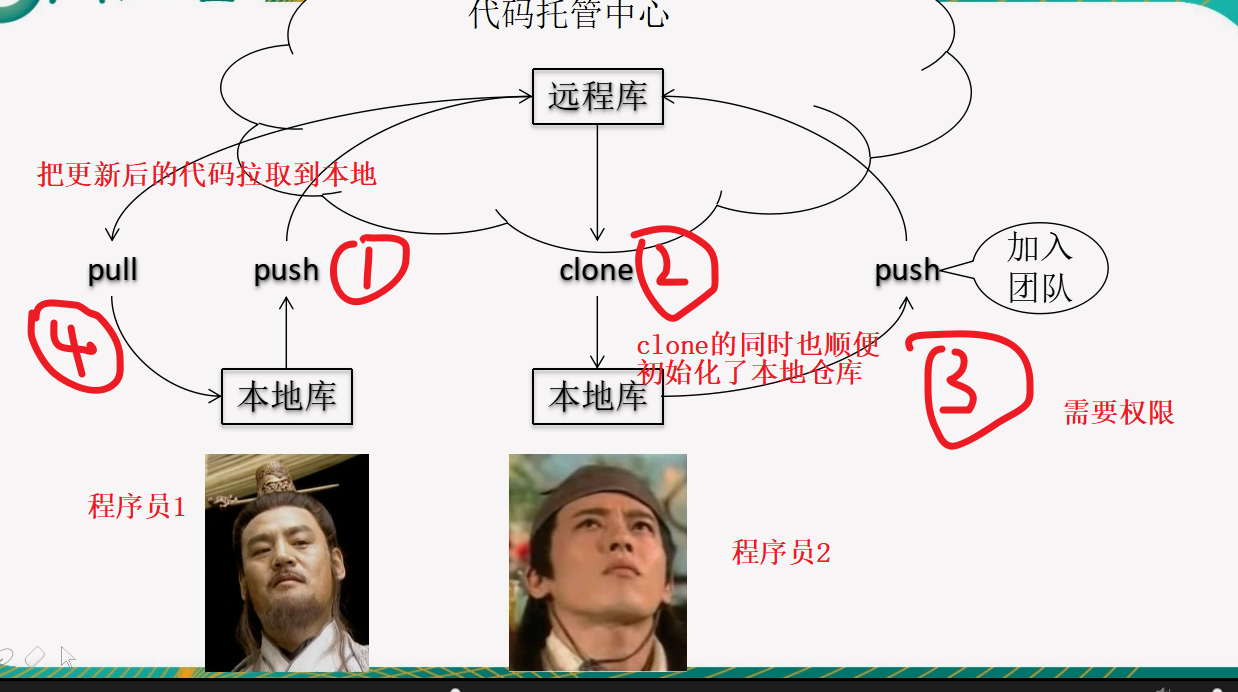 代码托管中心
远程库
把更新后的代码拉取到本地
pull
push
1
clone
2
push
加入
团队
4
clone的同时也顺便
初始化了本地仓库
3
本地库
本地库
需要权限
程序员1
程序员2